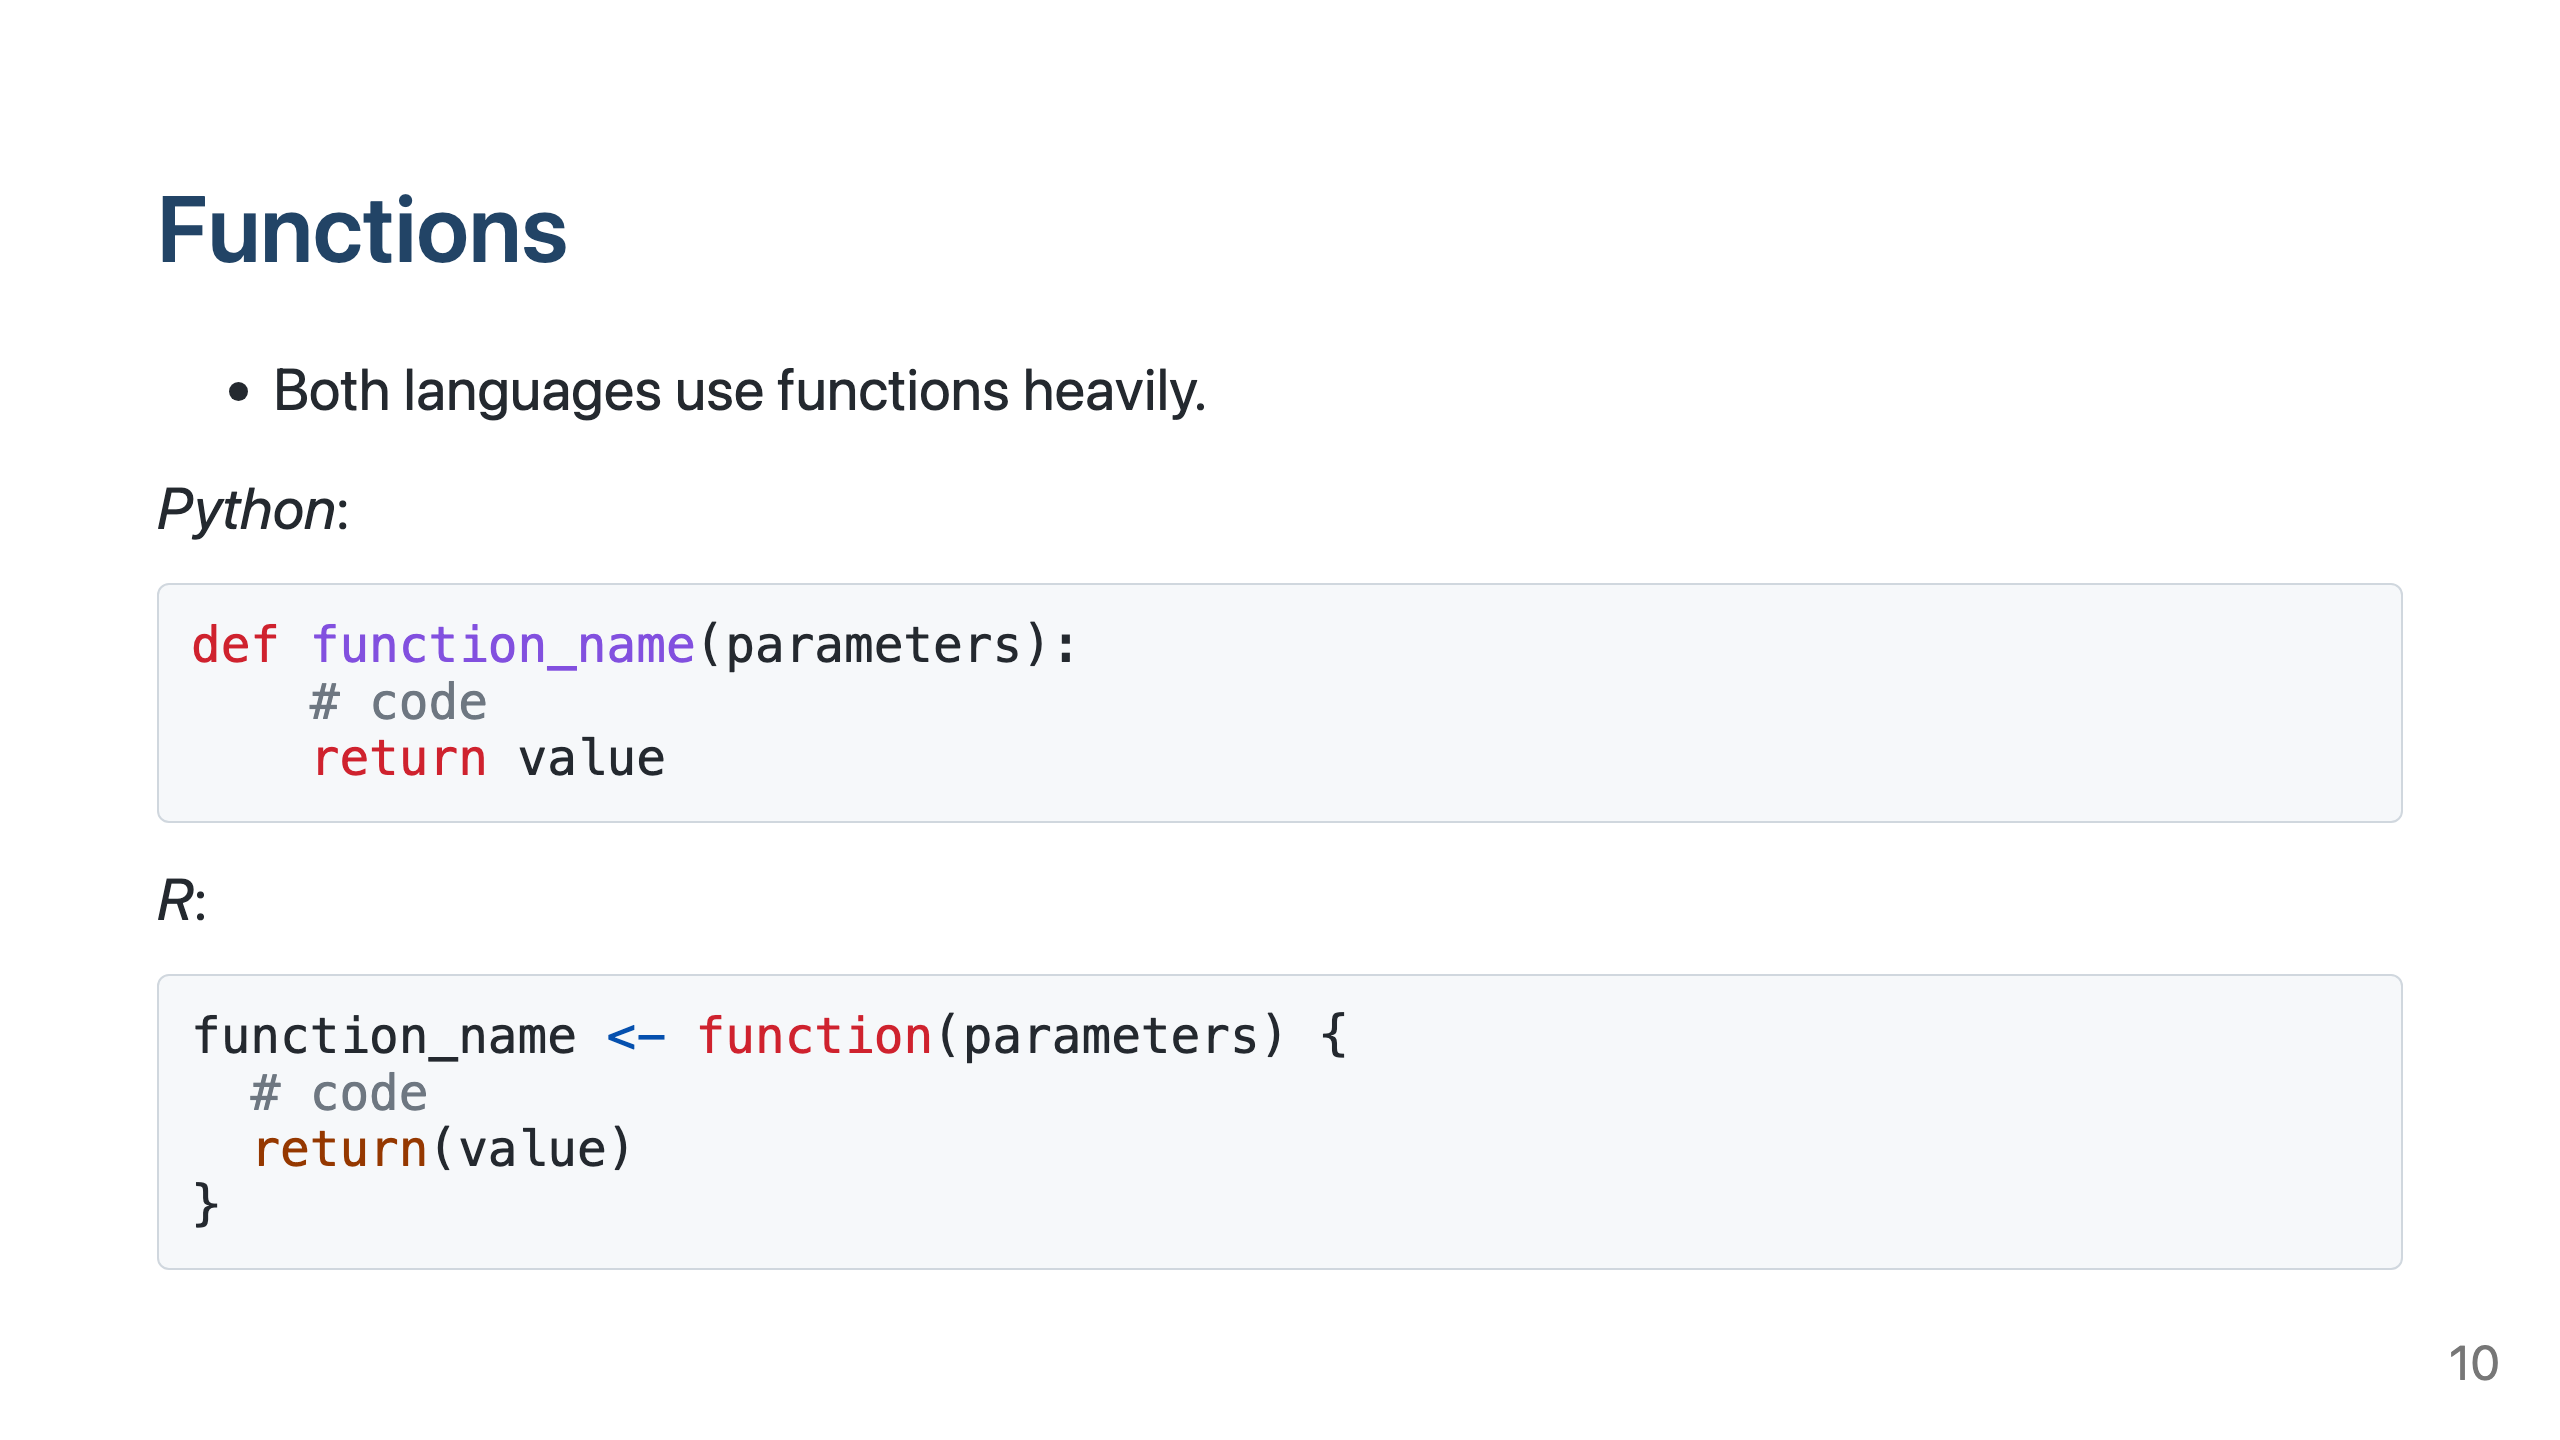 Functions
• Both languages use functions heavily.
Python:
def function_name(parameters):
    # code
    return value
R:
function_name <- function(parameters) {
  # code
  return(value)
}
10